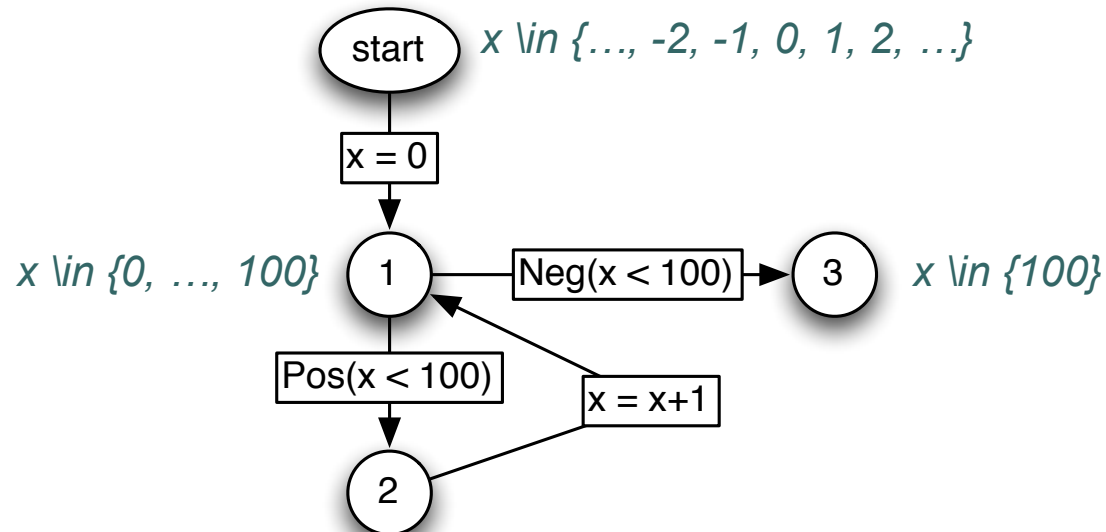 start
x \in {…, -2, -1, 0, 1, 2, …}
x = 0
x \in {0, …, 100}
1
Neg(x < 100)
3
x \in {100}
Pos(x < 100)
x = x+1
2